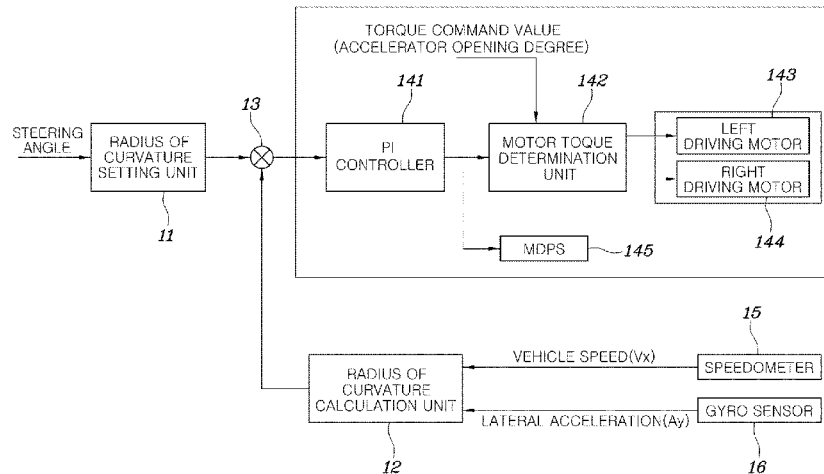 TORQUE COMMAND VALUE
(ACCELERATOR OPENING DEGREE)
141
142
143
13
STEERING
ANGLE
RADIUS OF
CURVATURE
SETTING UNIT
PI
CONTROLLER
MOTOR TOQUE
DETERMINATION
UNIT
LEFT
DRIVING MOTOR
RIGHT
DRIVING MOTOR
11
144
MDPS
145
15
VEHICLE SPEED(Vx)
SPEEDOMETER
RADIUS OF
CURVATURE
CALCULATION UNIT
LATERAL ACCELERATION(Ay)
GYRO SENSOR
12
16